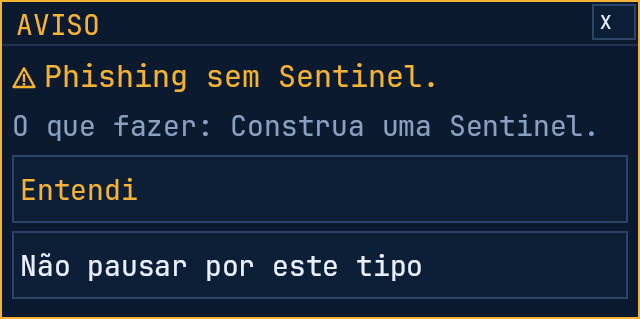 AVISO
X
⚠ Phishing sem Sentinel.
O que fazer: Construa uma Sentinel.
Entendi
Não pausar por este tipo